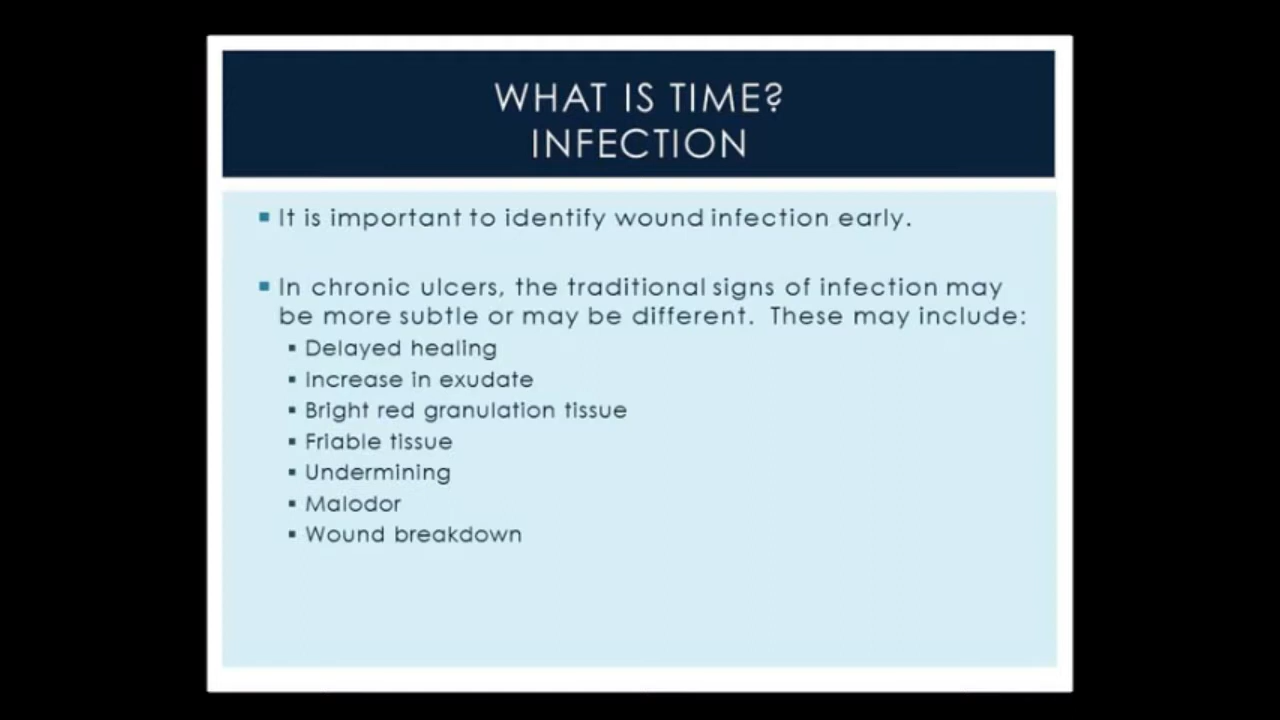 WHAT IS TIME?
INFECTION
It is important to identify wound infection early.
In chronic ulcers, the traditional signs of infection may
be more subtle or may be different. These may include:
Delayed healing
Increase in exudate
Bright red granulation tissue
Friable tissue
Undermining
Malodor
Wound breakdown